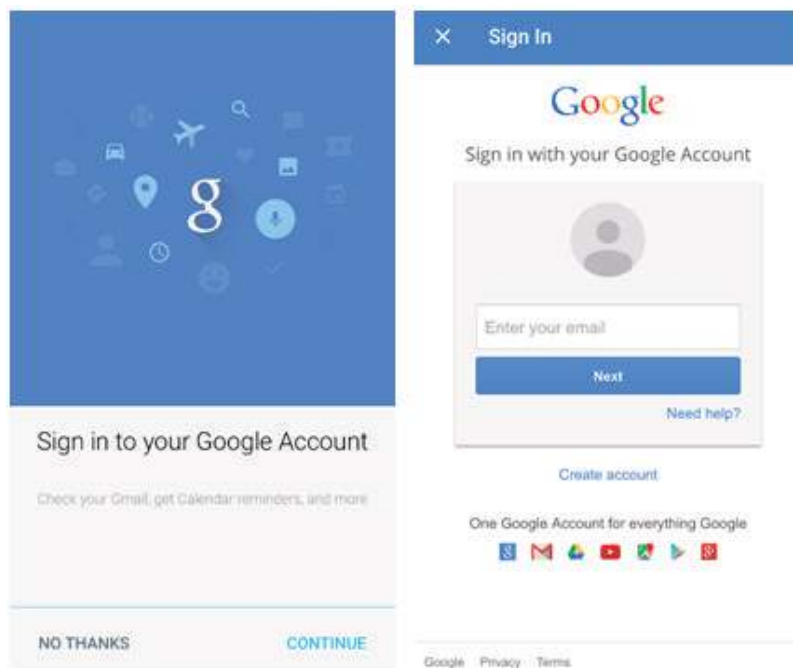 g
Sign in to your Google Account
Check your Gmail, get Calendar reminders, and more
NO THANKS
CONTINUE
Sign In
Google
Sign in with your Google Account
Enter your email
Next
Need help?
Create account
One Google Account for everything Google
Google Privacy Terms